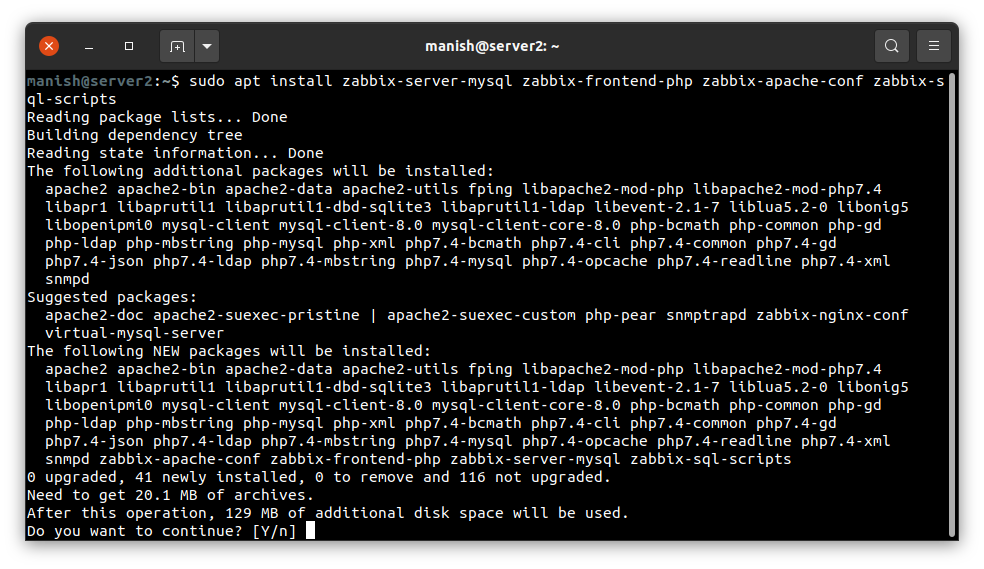 manish@server2: ~
manish@server2:~$ sudo apt install zabbix-server-mysql zabbix-frontend-php zabbix-apache-conf zabbix-s
ql-scripts
Reading package lists... Done
Building dependency tree
Reading state information... Done
The following additional packages will be installed:
  apache2 apache2-bin apache2-data apache2-utils fping libapache2-mod-php libapache2-mod-php7.4
  libapr1 libaprutil1 libaprutil1-dbd-sqlite3 libaprutil1-ldap libevent-2.1-7 liblua5.2-0 libonig5
  libopenipmi0 mysql-client mysql-client-8.0 mysql-client-core-8.0 php-bcmath php-common php-gd
  php-ldap php-mbstring php-mysql php-xml php7.4-bcmath php7.4-cli php7.4-common php7.4-gd
  php7.4-json php7.4-ldap php7.4-mbstring php7.4-mysql php7.4-opcache php7.4-readline php7.4-xml
  snmpd
Suggested packages:
  apache2-doc apache2-suexec-pristine | apache2-suexec-custom php-pear snmptrapd zabbix-nginx-conf
  virtual-mysql-server
The following NEW packages will be installed:
  apache2 apache2-bin apache2-data apache2-utils fping libapache2-mod-php libapache2-mod-php7.4
  libapr1 libaprutil1 libaprutil1-dbd-sqlite3 libaprutil1-ldap libevent-2.1-7 liblua5.2-0 libonig5
  libopenipmi0 mysql-client mysql-client-8.0 mysql-client-core-8.0 php-bcmath php-common php-gd
  php-ldap php-mbstring php-mysql php-xml php7.4-bcmath php7.4-cli php7.4-common php7.4-gd
  php7.4-json php7.4-ldap php7.4-mbstring php7.4-mysql php7.4-opcache php7.4-readline php7.4-xml
  snmpd zabbix-apache-conf zabbix-frontend-php zabbix-server-mysql zabbix-sql-scripts
0 upgraded, 41 newly installed, 0 to remove and 116 not upgraded.
Need to get 20.1 MB of archives.
After this operation, 129 MB of additional disk space will be used.
Do you want to continue? [Y/n]